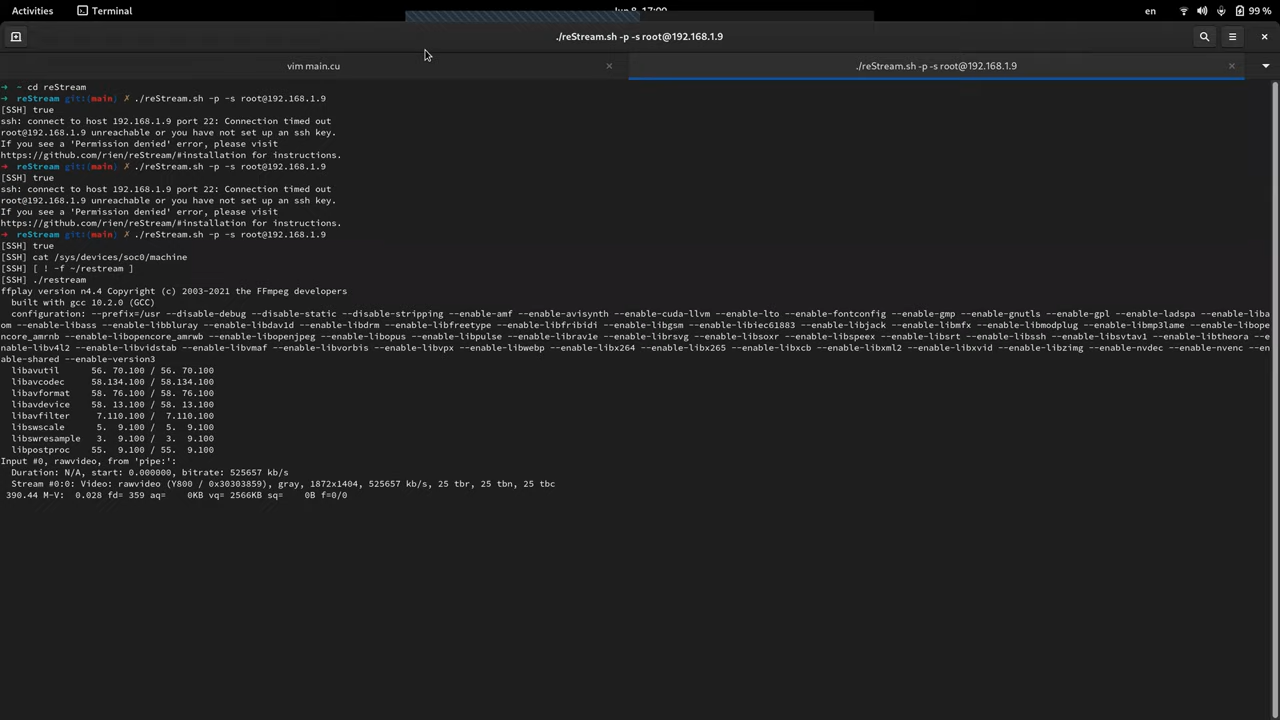 Activities Terminal en 99 %
./reStream.sh -p -s root@192.168.1.9
vim main.cu × ./reStream.sh -p -s root@192.168.1.9 ×
➜ ~ cd reStream
➜ reStream git:(main) ✗ ./reStream.sh -p -s root@192.168.1.9
[SSH] true
ssh: connect to host 192.168.1.9 port 22: Connection timed out
root@192.168.1.9 unreachable or you have not set up an ssh key.
If you see a 'Permission denied' error, please visit
https://github.com/rien/reStream/#installation for instructions.
➜ reStream git:(main) ✗ ./reStream.sh -p -s root@192.168.1.9
[SSH] true
ssh: connect to host 192.168.1.9 port 22: Connection timed out
root@192.168.1.9 unreachable or you have not set up an ssh key.
If you see a 'Permission denied' error, please visit
https://github.com/rien/reStream/#installation for instructions.
➜ reStream git:(main) ✗ ./reStream.sh -p -s root@192.168.1.9
[SSH] true
[SSH] cat /sys/devices/soc0/machine
[SSH] [ ! -f ~/restream ]
[SSH] ./restream
ffplay version n4.4 Copyright (c) 2003-2021 the FFmpeg developers
built with gcc 10.2.0 (GCC)
configuration: --prefix=/usr --disable-debug --disable-static --disable-stripping --enable-amf --enable-avisynth --enable-cuda-llvm --enable-lto --enable-fontconfig --enable-gmp --enable-gnutls --enable-gpl --enable-ladspa --enable-liba
om --enable-libass --enable-libbluray --enable-libdav1d --enable-libdrm --enable-libfreetype --enable-libfribidi --enable-libgsm --enable-libiec61883 --enable-libjack --enable-libmfx --enable-libmodplug --enable-libmp3lame --enable-libope
ncore_amrnb --enable-libopencore_amrwb --enable-libopenjpeg --enable-libopus --enable-libpulse --enable-librav1e --enable-librsvg --enable-libsoxr --enable-libspeex --enable-libsrt --enable-libssh --enable-libsvtav1 --enable-libtheora --e
nable-libv4l2 --enable-libvidstab --enable-libvmaf --enable-libvorbis --enable-libvpx --enable-libwebp --enable-libx264 --enable-libx265 --enable-libxcb --enable-libxml2 --enable-libxvid --enable-libzimg --enable-nvdec --enable-nvenc --en
able-shared --enable-version3
libavutil 56. 70.100 / 56. 70.100
libavcodec 58.134.100 / 58.134.100
libavformat 58. 76.100 / 58. 76.100
libavdevice 58. 13.100 / 58. 13.100
libavfilter 7.110.100 / 7.110.100
libswscale 5. 9.100 / 5. 9.100
libswresample 3. 9.100 / 3. 9.100
libpostproc 55. 9.100 / 55. 9.100
Input #0, rawvideo, from 'pipe:':
Duration: N/A, start: 0.000000, bitrate: 525657 kb/s
Stream #0:0: Video: rawvideo (Y800 / 0x30303859), gray, 1872x1404, 525657 kb/s, 25 tbr, 25 tbn, 25 tbc
390.44 M-V: 0.028 fd= 359 aq= 0KB vq= 2566KB sq= 0B f=0/0